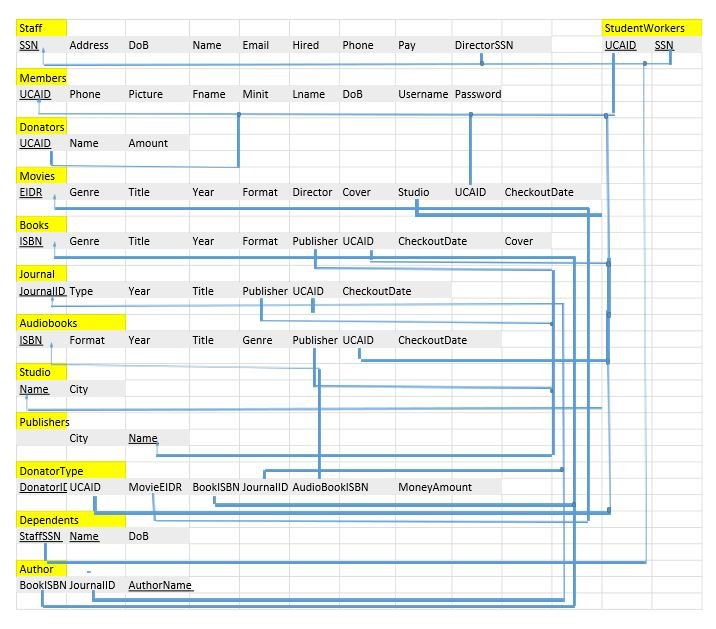 Staff StudentWorkers
SSN Address DoB Name Email Hired Phone Pay DirectorSSN UCAID SSN
Members
UCAID Phone Picture Fname Minit Lname DoB Username Password
Donators
UCAID Name Amount
Movies
EIDR Genre Title Year Format Director Cover Studio UCAID CheckoutDate
Books
ISBN Genre Title Year Format Publisher UCAID CheckoutDate Cover
Journal
JournalID Type Year Title Publisher UCAID CheckoutDate
Audiobooks
ISBN Format Year Title Genre Publisher UCAID CheckoutDate
Studio
Name City
Publishers
City Name
DonatorType
DonatorID UCAID MovieEIDR BookISBN JournalID AudioBookISBN MoneyAmount
Dependents
StaffSSN Name DoB
Author
BookISBN JournalID AuthorName